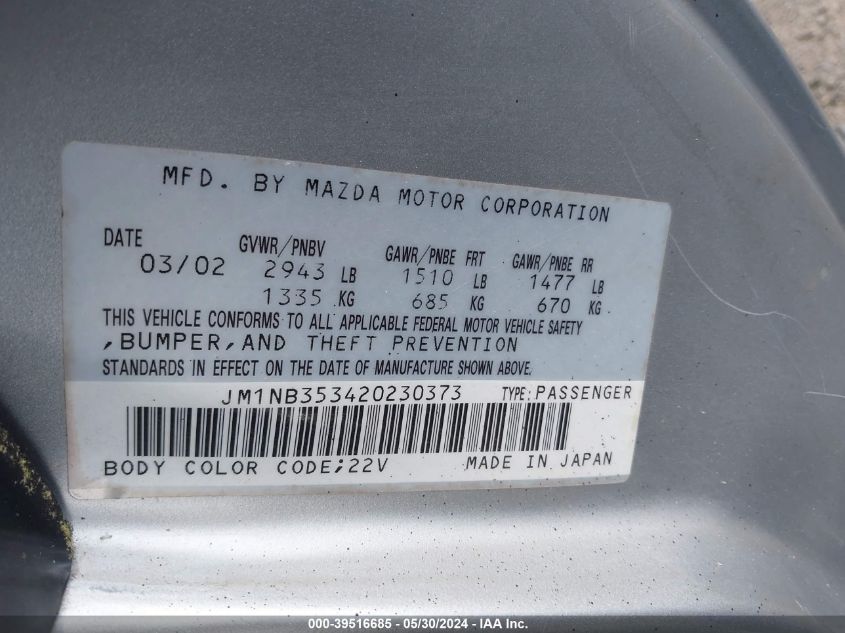 MFD. BY MAZDA MOTOR CORPORATION
DATE GVWR/PNBV GAWR/PNBE FRT GAWR/PNBE RR
03/02 2943 LB 1510 LB 1477 LB
1335 KG 685 KG 670 KG
THIS VEHICLE CONFORMS TO ALL APPLICABLE FEDERAL MOTOR VEHICLE SAFETY
,BUMPER,AND THEFT PREVENTION
STANDARDS IN EFFECT ON THE DATE OF MANUFACTURE SHOWN ABOVE.
JM1NB353420230373 TYPE:PASSENGER
BODY COLOR CODE;22V MADE IN JAPAN
000-39516685 - 05/30/2024 - IAA Inc.